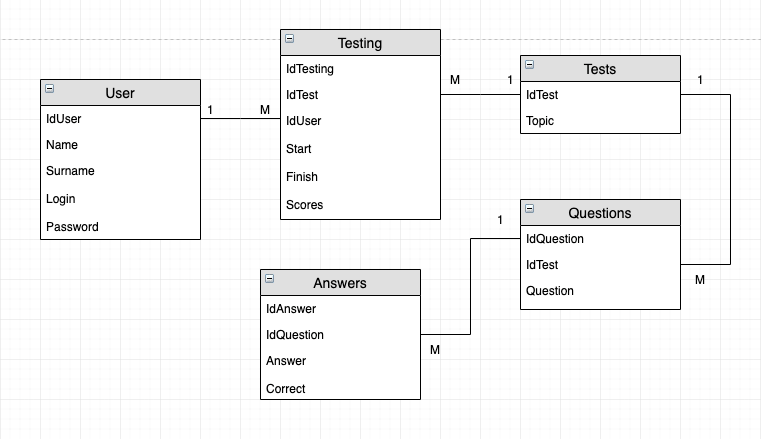 User
IdUser
Name
Surname
Login
Password
1
M
Testing
IdTesting
IdTest
IdUser
Start
Finish
Scores
M
1
Tests
IdTest
Topic
1
Questions
IdQuestion
IdTest
Question
M
1
Answers
IdAnswer
IdQuestion
Answer
Correct
M